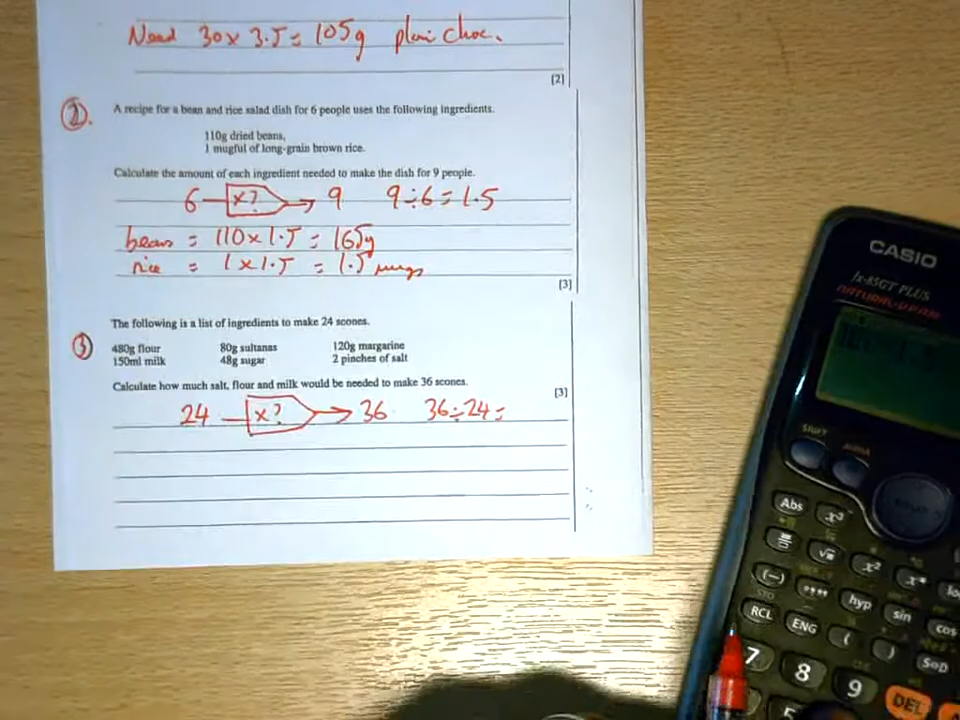 Need 30 x 3.5 = 105g plain choc.
[2]
2. A recipe for a bean and rice salad dish for 6 people uses the following ingredients.
110g dried beans,
1 mugful of long-grain brown rice.
Calculate the amount of each ingredient needed to make the dish for 9 people.
6 x? 9 9÷6 = 1.5
beans = 110 x 1.5 = 165g
rice = 1 x 1.5 = 1.5 mugs
[3]
The following is a list of ingredients to make 24 scones.
3 480g flour 80g sultanas 120g margarine
150ml milk 48g sugar 2 pinches of salt
Calculate how much salt, flour and milk would be needed to make 36 scones.
[3]
24 x? 36 36÷24 =
CASIO
fx-85GT PLUS
NATURAL-V.P.A.M.
SHIFT ALPHA
Abs x³
√ x²
(−) hyp sin cos
STO
RCL ENG ( ) S⇔D
7 8 9 DEL